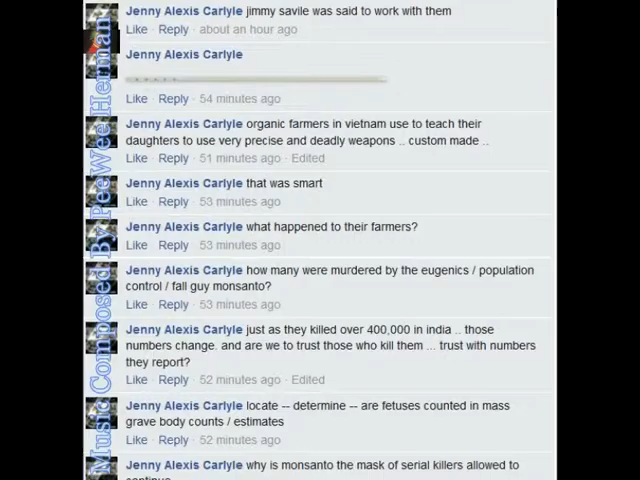 Jenny Alexis Carlyle jimmy savile was said to work with them
Like · Reply · about an hour ago
Jenny Alexis Carlyle
Like · Reply · 54 minutes ago
Jenny Alexis Carlyle organic farmers in vietnam use to teach their
daughters to use very precise and deadly weapons .. custom made ..
Like · Reply · 51 minutes ago · Edited
Jenny Alexis Carlyle that was smart
Like · Reply · 53 minutes ago
Jenny Alexis Carlyle what happened to their farmers?
Like · Reply · 53 minutes ago
Jenny Alexis Carlyle how many were murdered by the eugenics / population
control / fall guy monsanto?
Like · Reply · 53 minutes ago
Jenny Alexis Carlyle just as they killed over 400,000 in india .. those
numbers change. and are we to trust those who kill them ... trust with numbers
they report?
Like · Reply · 52 minutes ago · Edited
Jenny Alexis Carlyle locate -- determine -- are fetuses counted in mass
grave body counts / estimates
Like · Reply · 52 minutes ago
Jenny Alexis Carlyle why is monsanto the mask of serial killers allowed to
continue
Music Composed By PeeWee Herman